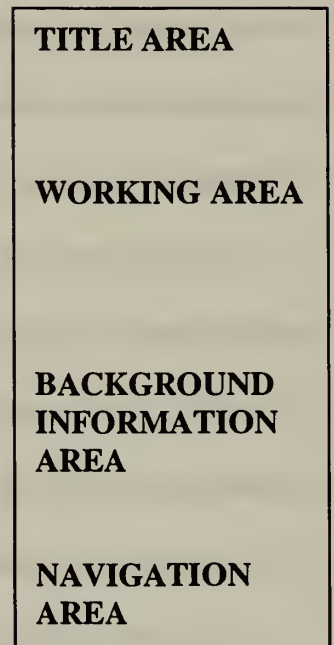 TITLE AREA
WORKING AREA
BACKGROUND
INFORMATION
AREA
NAVIGATION
AREA